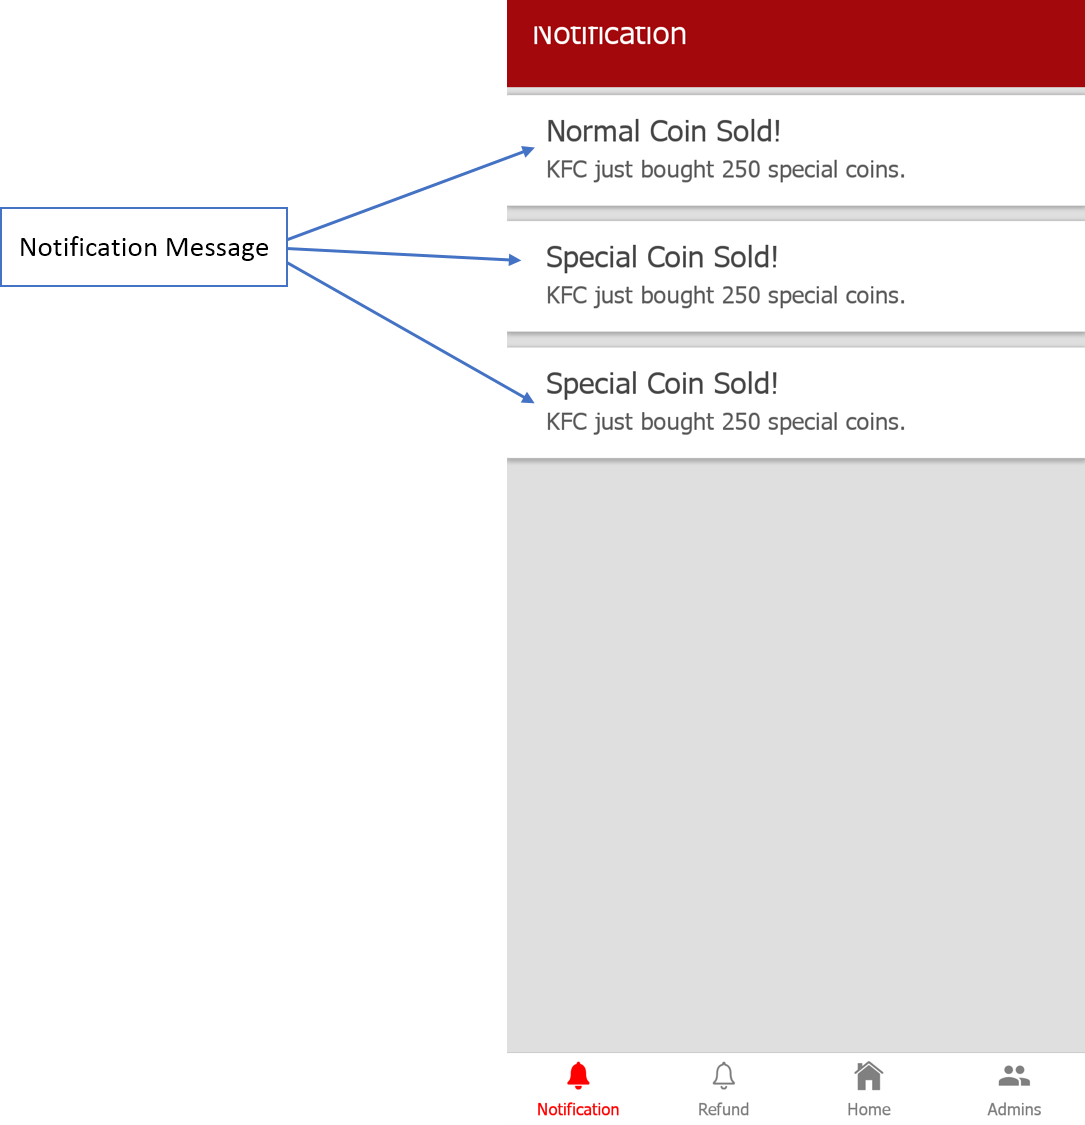 Notification
Normal Coin Sold!
KFC just bought 250 special coins.
Notification Message
Special Coin Sold!
KFC just bought 250 special coins.
Special Coin Sold!
KFC just bought 250 special coins.
Notification
Refund
Home
Admins